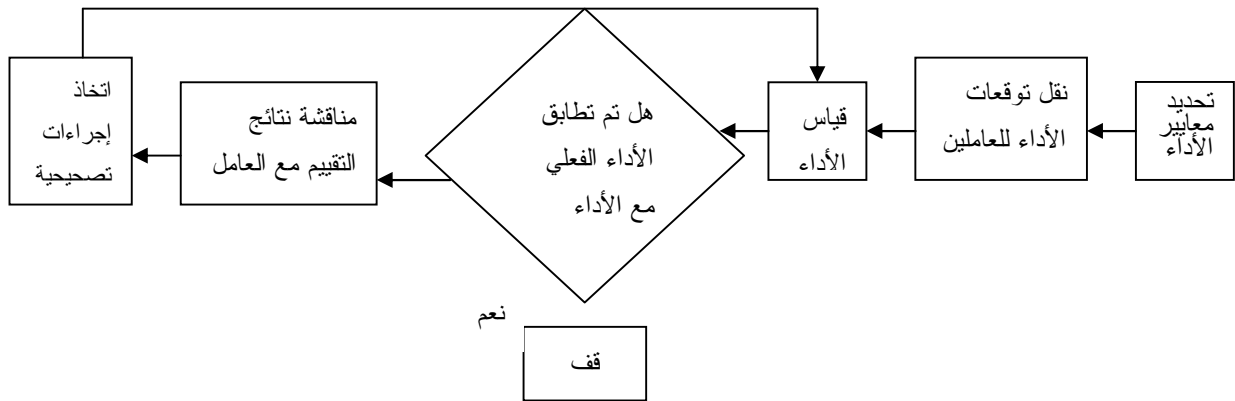 تحديد
معايير
الأداء
نقل توقعات
الأداء للعاملين
قياس
الأداء
هل تم تطابق
الأداء الفعلي
مع الأداء
مناقشة نتائج
التقييم مع العامل
اتخاذ
إجراءات
تصحيحية
نعم
قف